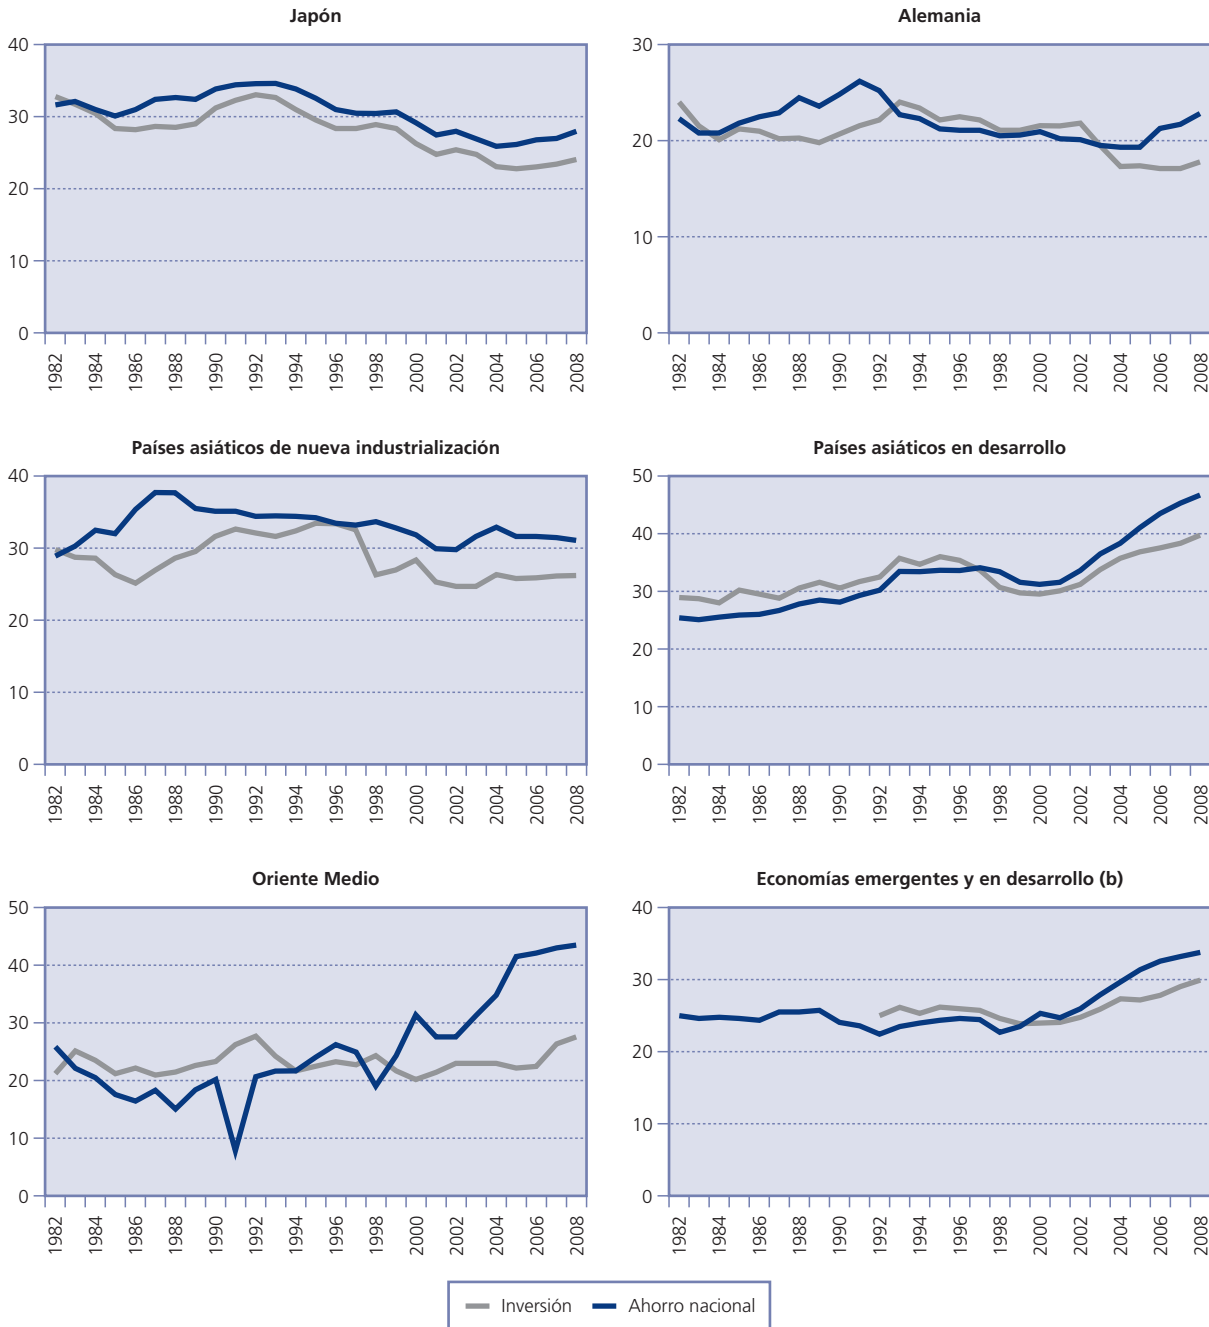 Japón
40
30
20
10
0
1982 1984 1986 1988 1990 1992 1994 1996 1998 2000 2002 2004 2006 2008
Alemania
30
20
10
0
1982 1984 1986 1988 1990 1992 1994 1996 1998 2000 2002 2004 2006 2008
Países asiáticos de nueva industrialización
40
30
20
10
0
1982 1984 1986 1988 1990 1992 1994 1996 1998 2000 2002 2004 2006 2008
Países asiáticos en desarrollo
50
40
30
20
10
0
1982 1984 1986 1988 1990 1992 1994 1996 1998 2000 2002 2004 2006 2008
Oriente Medio
50
40
30
20
10
0
1982 1984 1986 1988 1990 1992 1994 1996 1998 2000 2002 2004 2006 2008
Economías emergentes y en desarrollo (b)
40
30
20
10
0
1982 1984 1986 1988 1990 1992 1994 1996 1998 2000 2002 2004 2006 2008
Inversión Ahorro nacional